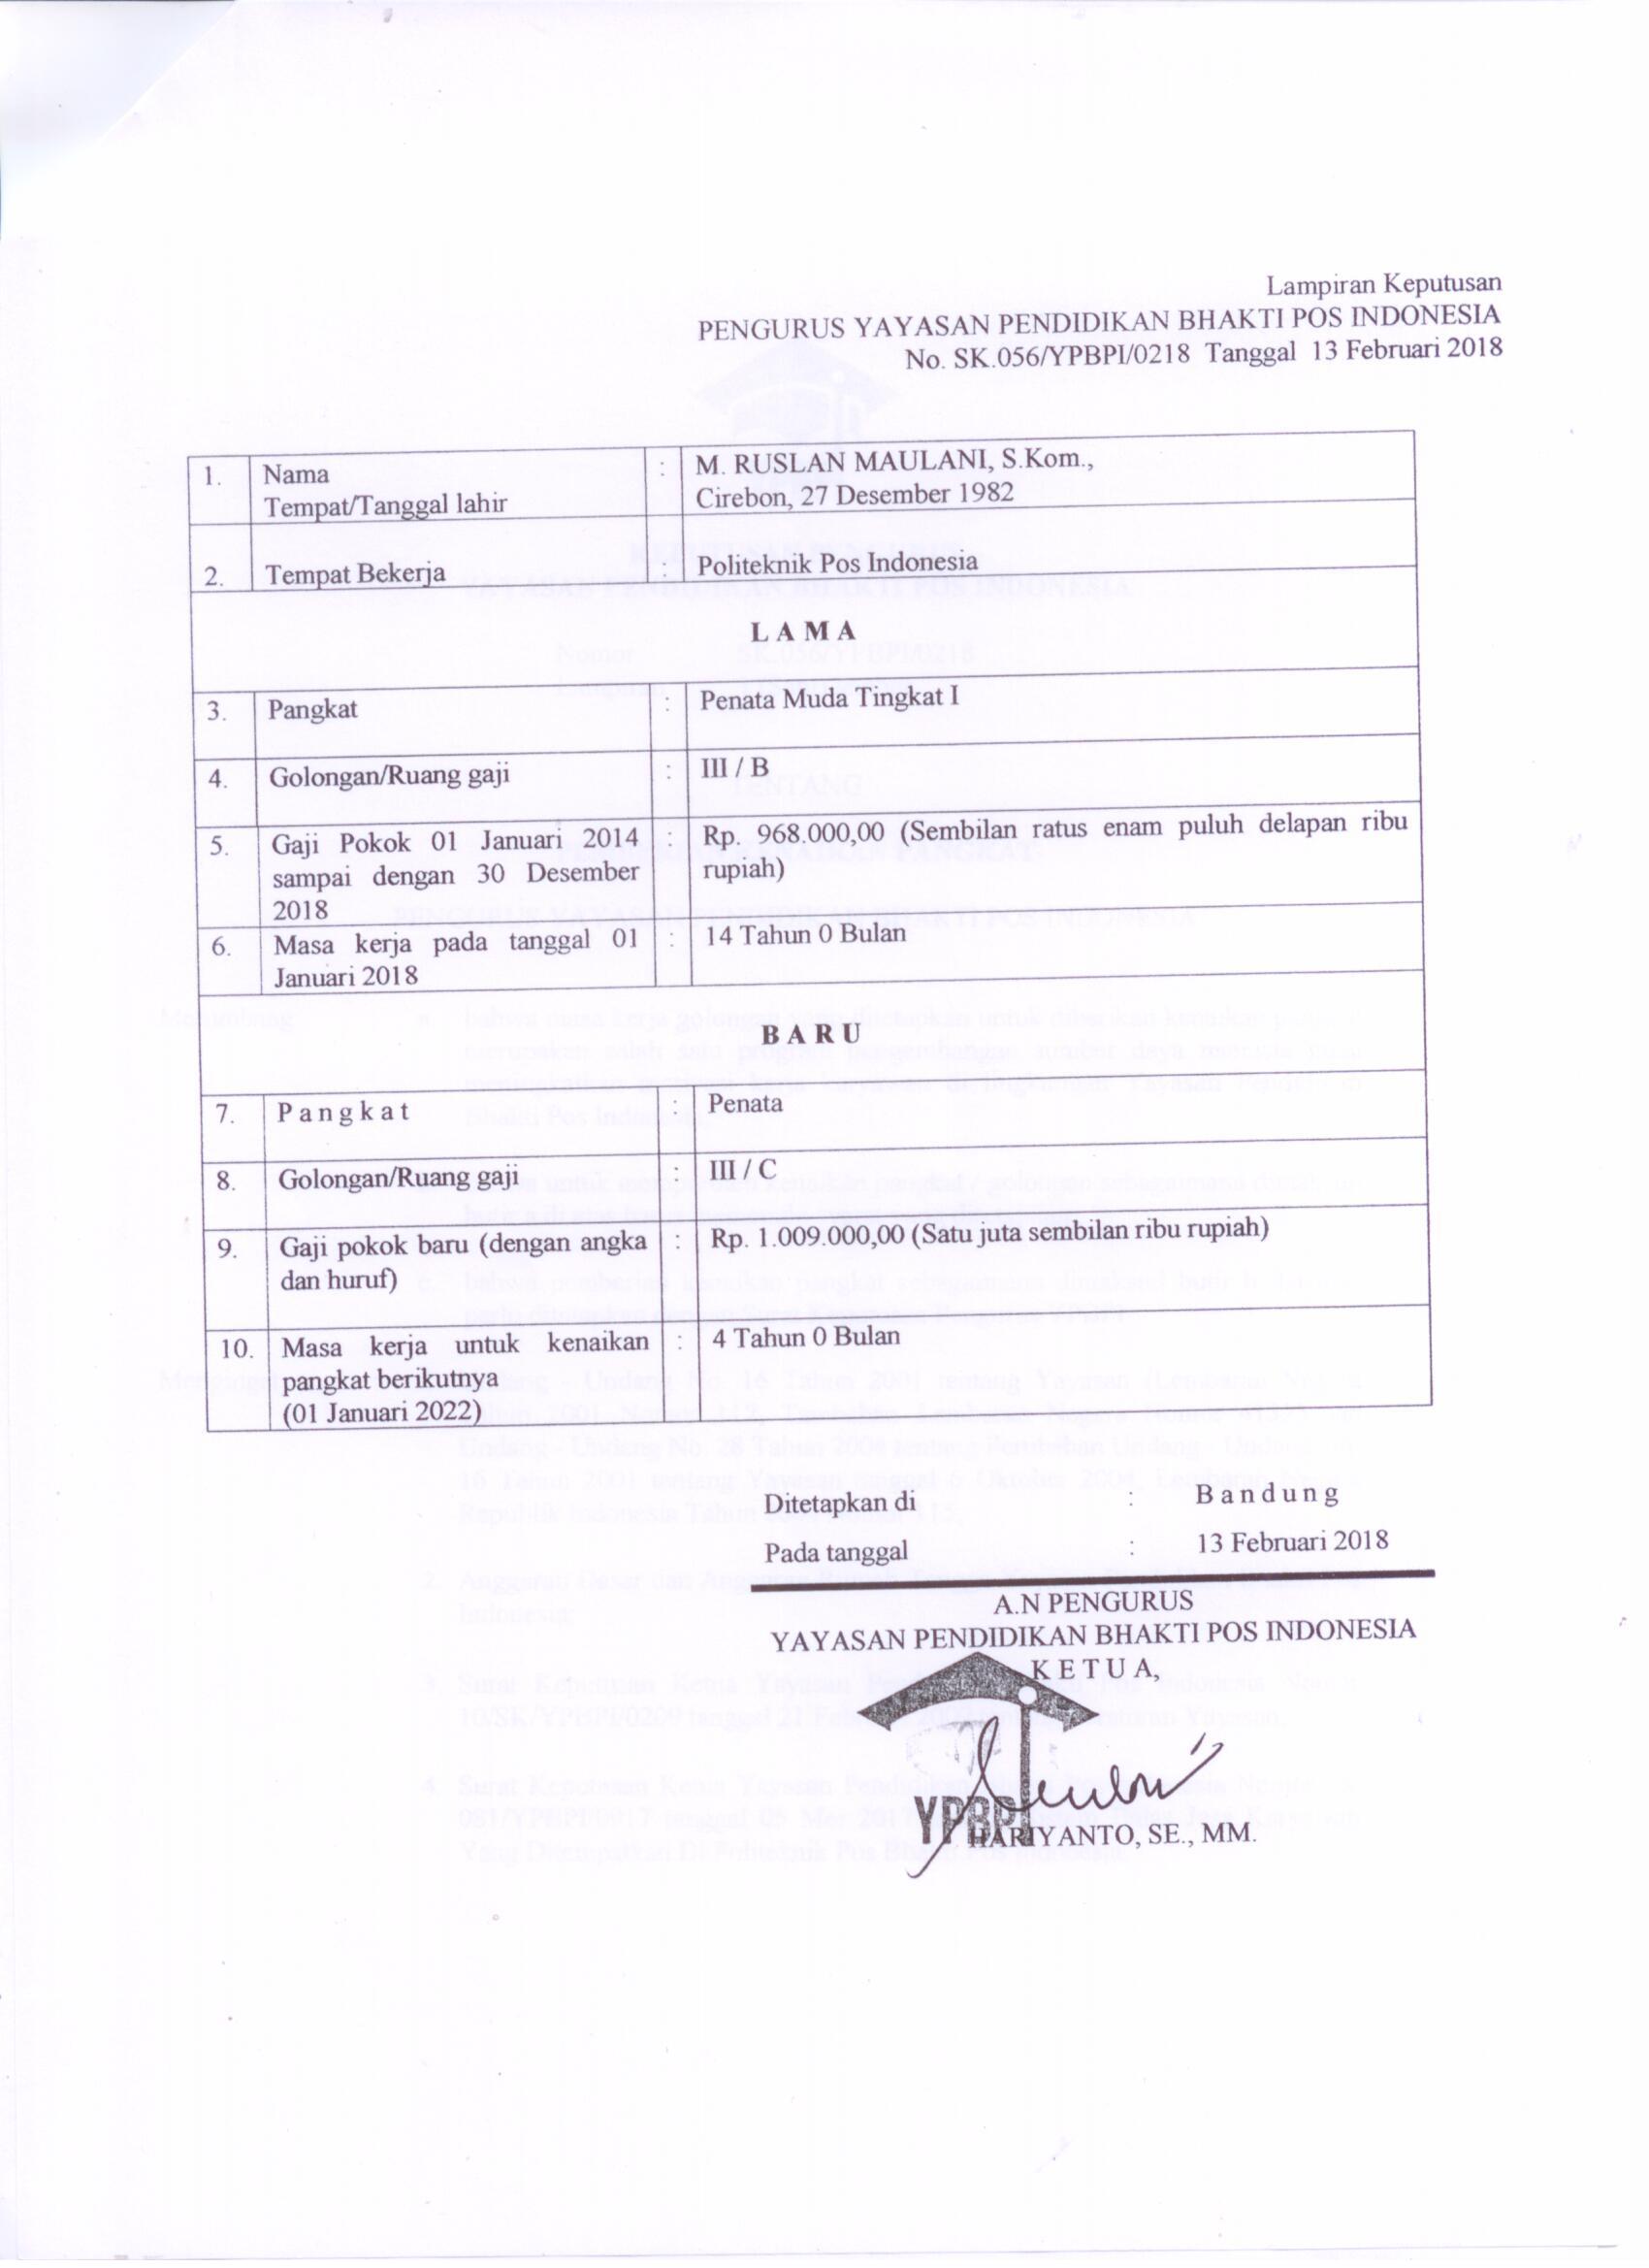 Lampiran Keputusan
PENGURUS YAYASAN PENDIDIKAN BHAKTI POS INDONESIA
No. SK.056/YPBPI/0218 Tanggal 13 Februari 2018
1. Nama : M. RUSLAN MAULANI, S.Kom.,
Tempat/Tanggal lahir Cirebon, 27 Desember 1982
2. Tempat Bekerja : Politeknik Pos Indonesia
L A M A
3. Pangkat : Penata Muda Tingkat I
4. Golongan/Ruang gaji : III / B
5. Gaji Pokok 01 Januari 2014 : Rp. 968.000,00 (Sembilan ratus enam puluh delapan ribu
sampai dengan 30 Desember rupiah)
2018
6. Masa kerja pada tanggal 01 : 14 Tahun 0 Bulan
Januari 2018
B A R U
7. P a n g k a t : Penata
8. Golongan/Ruang gaji : III / C
9. Gaji pokok baru (dengan angka : Rp. 1.009.000,00 (Satu juta sembilan ribu rupiah)
dan huruf)
10. Masa kerja untuk kenaikan : 4 Tahun 0 Bulan
pangkat berikutnya
(01 Januari 2022)
Ditetapkan di : B a n d u n g
Pada tanggal : 13 Februari 2018
A.N PENGURUS
YAYASAN PENDIDIKAN BHAKTI POS INDONESIA
K E T U A,
YPBPI
HARIYANTO, SE., MM.